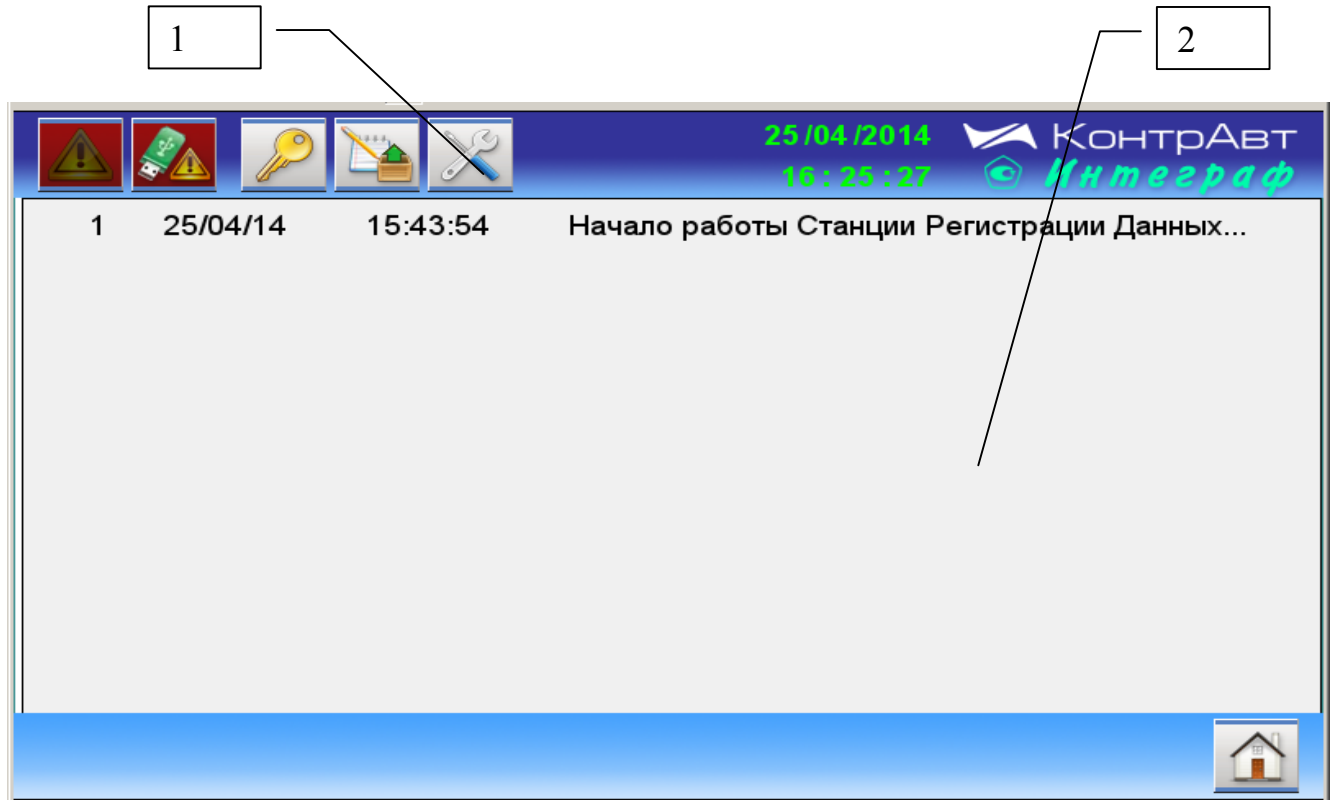 1
2
25/04/2014 КонтрАвт
16:25:27 Интеграф
1 25/04/14 15:43:54 Начало работы Станции Регистрации Данных...